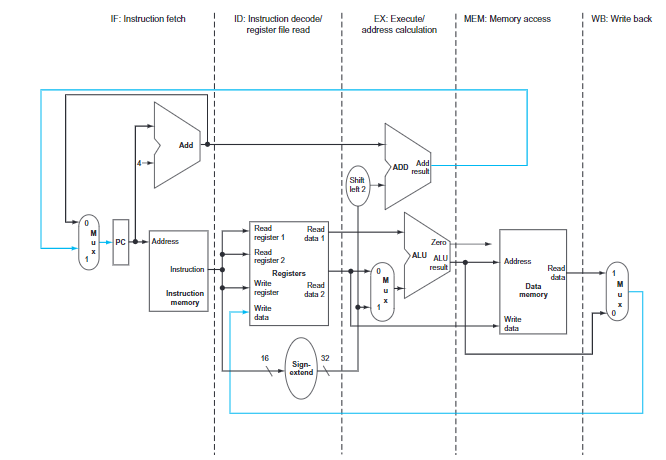 IF: Instruction fetch
ID: Instruction decode/
register file read
EX: Execute/
address calculation
MEM: Memory access
WB: Write back
Add
4
ADD
Add
result
Shift
left 2
0
M
u
x
1
PC
Address
Instruction
Instruction
memory
Read
register 1
Read
register 2
Write
register
Write
data
Registers
Read
data 1
Read
data 2
16
Sign-
extend
32
0
M
u
x
1
Zero
ALU
ALU
result
Address
Read
data
Data
memory
Write
data
1
M
u
x
0